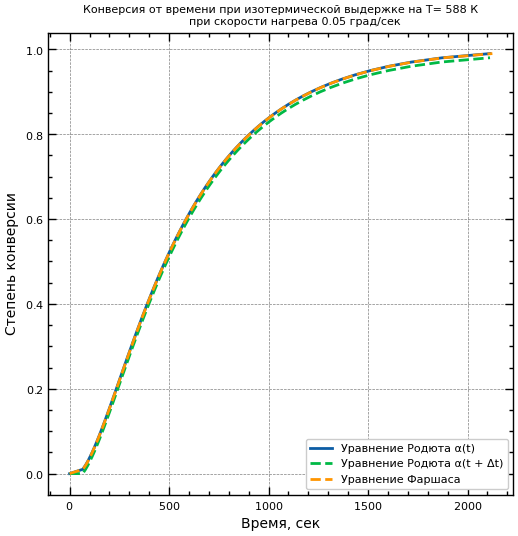 Конверсия от времени при изотермической выдержке на T= 588 К
при скорости нагрева 0.05 град/сек
Степень конверсии
1.0
0.8
0.6
0.4
0.2
0.0
Уравнение Родюта α(t)
Уравнение Родюта α(t + Δt)
Уравнение Фаршаса
0
500
1000
1500
2000
Время, сек